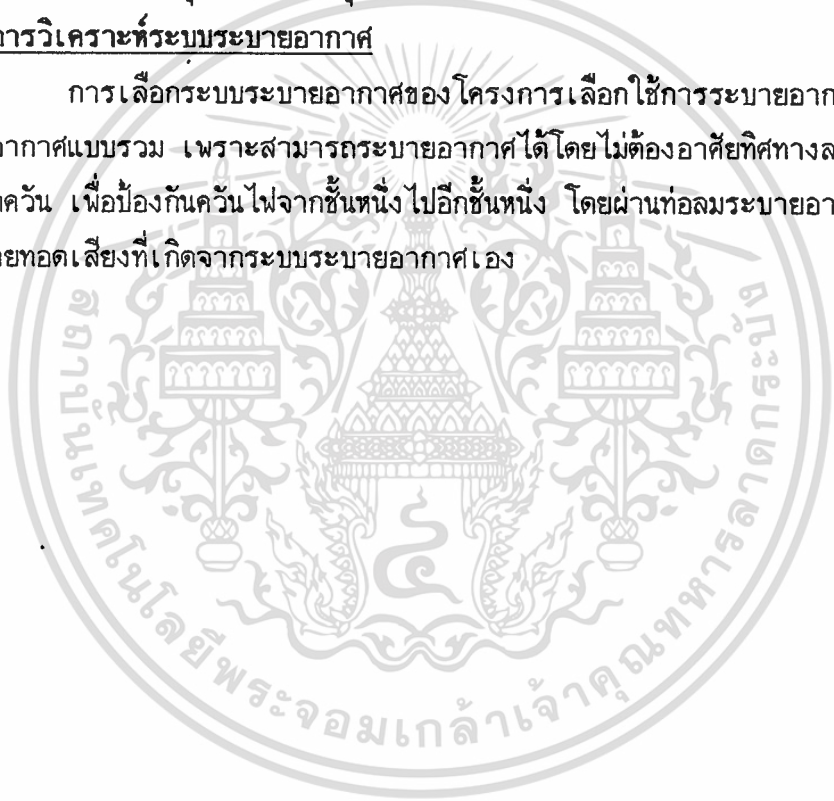 การวิเคราะห์ระบบระบายอากาศ
การเลือกระบบระบายอากาศของโครงการเลือกใช้การระบายอาก
อากาศแบบรวม เพราะสามารถระบายอากาศได้โดยไม่ต้องอาศัยทิศทางล
ควัน เพื่อป้องกันควันไฟจากชั้นหนึ่งไปอีกชั้นหนึ่ง โดยผ่านท่อลมระบายอา
ยทอดเสียงที่เกิดจากระบบระบายอากาศเอง
สถาบันเทคโนโลยีพระจอมเกล้าเจ้าคุณทหารลาดกระบัง